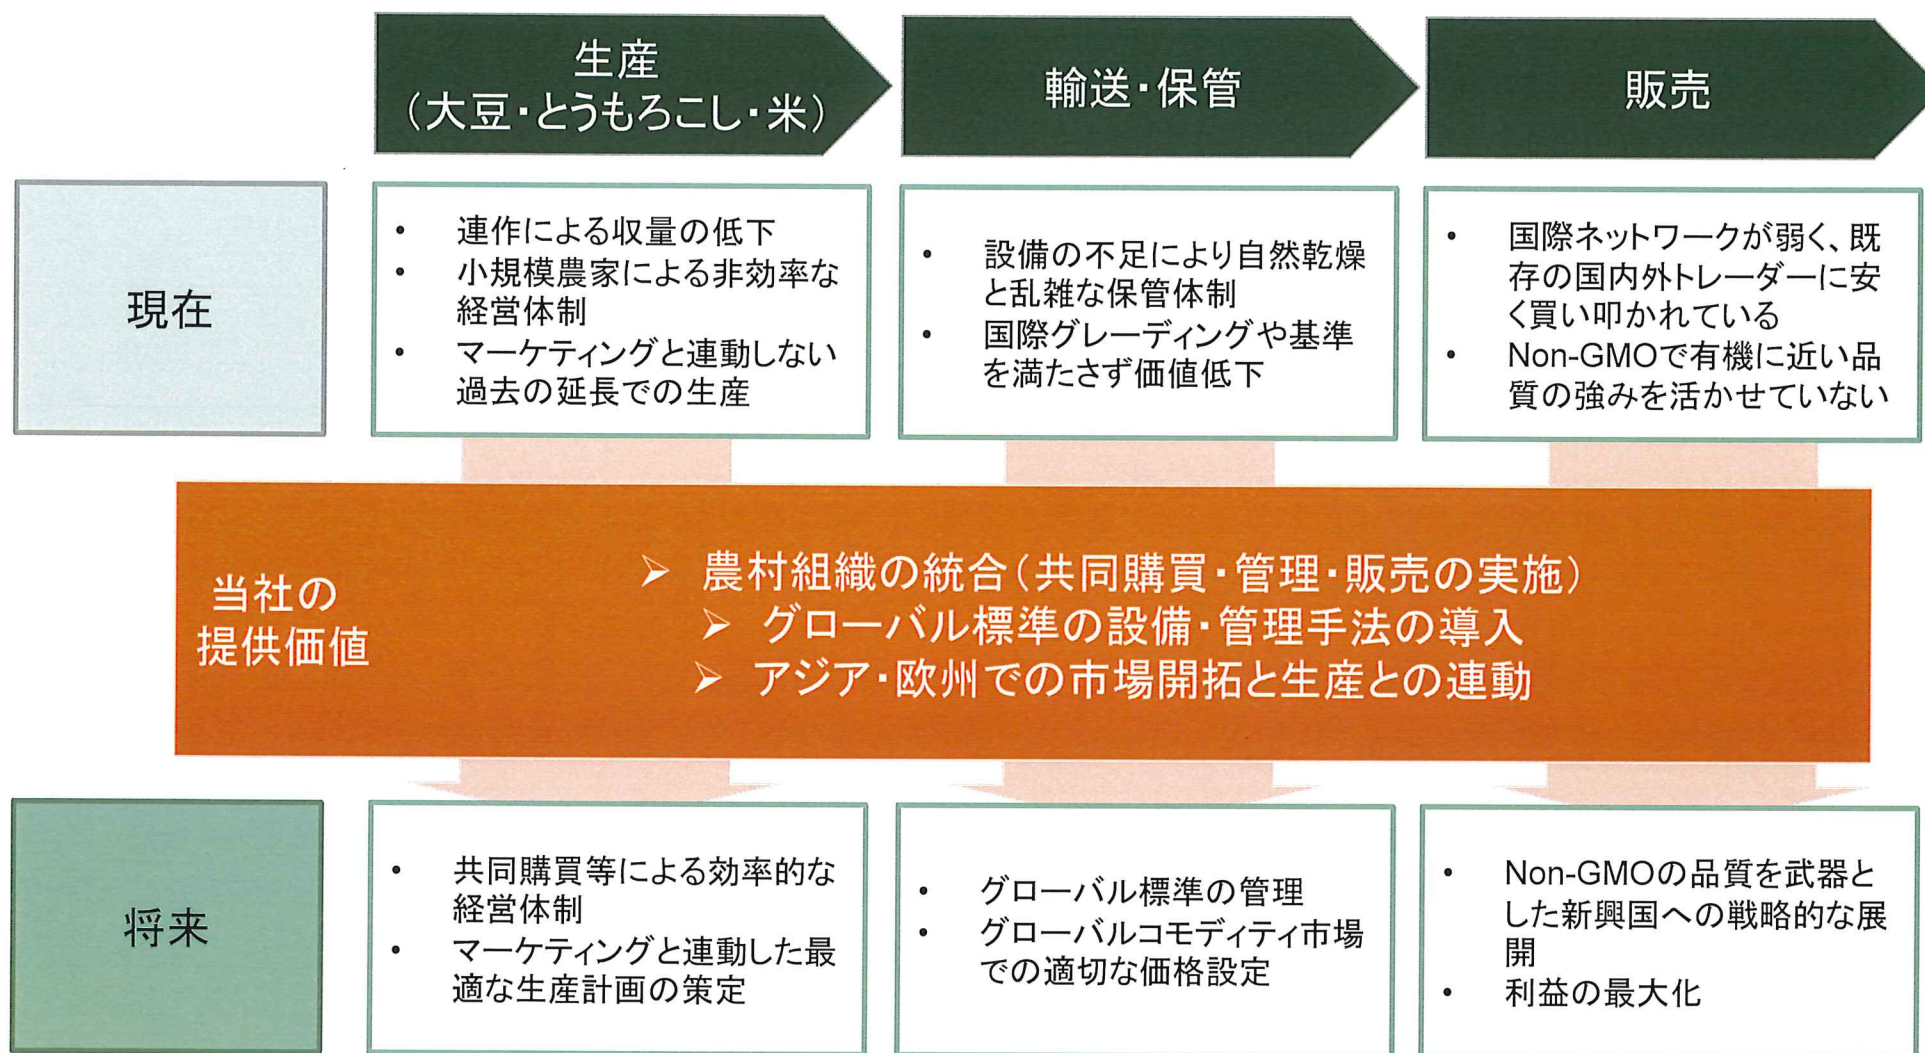 生産
（大豆・とうもろこし・米）
輸送・保管
販売
現在
• 連作による収量の低下
• 小規模農家による非効率な
経営体制
• マーケティングと連動しない
過去の延長での生産
• 設備の不足により自然乾燥
と乱雑な保管体制
• 国際グレーディングや基準
を満たさず価値低下
• 国際ネットワークが弱く、既
存の国内外トレーダーに安
く買い叩かれている
• Non-GMOで有機に近い品
質の強みを活かせていない
当社の
提供価値
➢ 農村組織の統合（共同購買・管理・販売の実施）
➢ グローバル標準の設備・管理手法の導入
➢ アジア・欧州での市場開拓と生産との連動
将来
• 共同購買等による効率的な
経営体制
• マーケティングと連動した最
適な生産計画の策定
• グローバル標準の管理
• グローバルコモディティ市場
での適切な価格設定
• Non-GMOの品質を武器と
した新興国への戦略的な展
開
• 利益の最大化